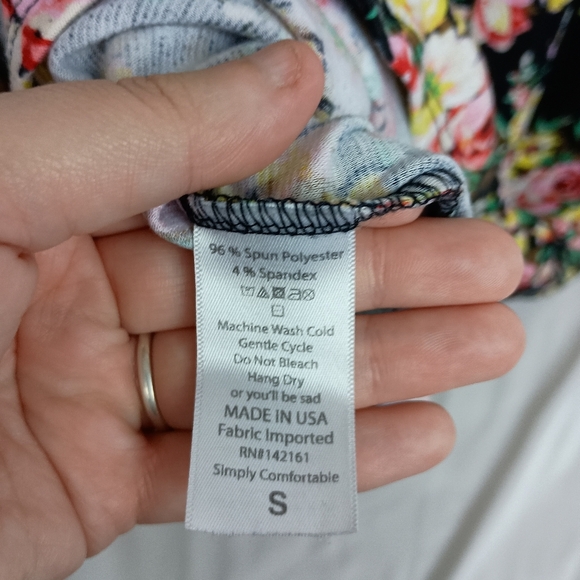 96 % Spun Polyester
4 % Spandex
Machine Wash Cold
Gentle Cycle
Do Not Bleach
Hang Dry
or you'll be sad
MADE IN USA
Fabric Imported
RN#142161
Simply Comfortable
S